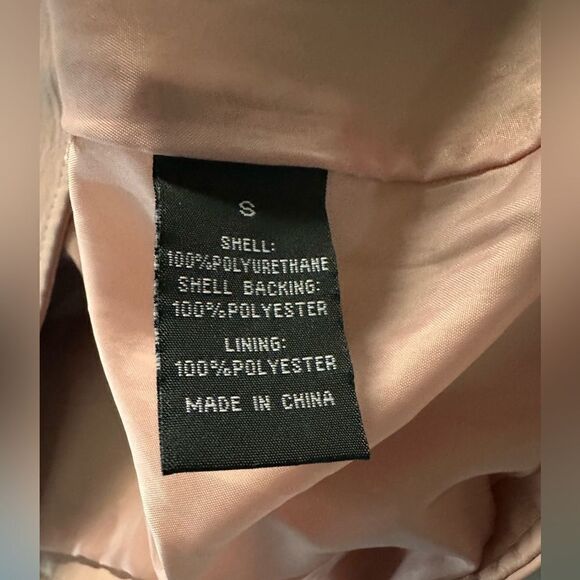 S
SHELL:
100%POLYURETHANE
SHELL BACKING:
100%POLYESTER
LINING:
100%POLYESTER
MADE IN CHINA